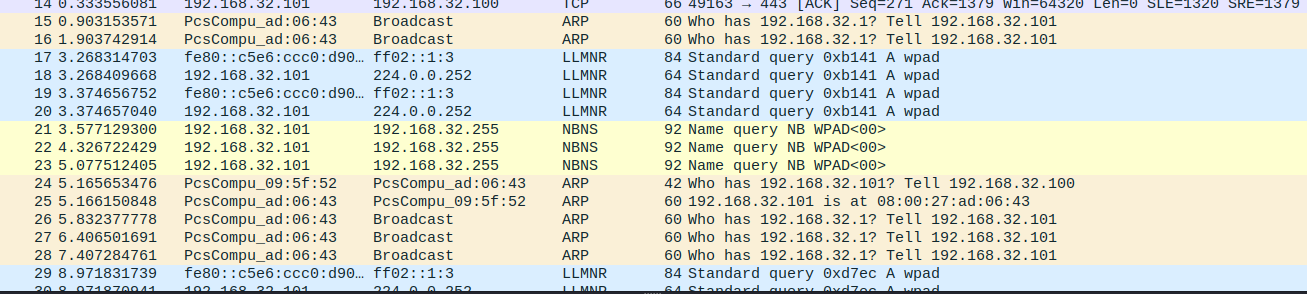 14 0.333556081 192.168.32.101 192.168.32.100 TCP 66 49163 → 443 [ACK] Seq=271 Ack=1379 Win=64320 Len=0 SLE=1320 SRE=1379
15 0.903153571 PcsCompu_ad:06:43 Broadcast ARP 60 Who has 192.168.32.1? Tell 192.168.32.101
16 1.903742914 PcsCompu_ad:06:43 Broadcast ARP 60 Who has 192.168.32.1? Tell 192.168.32.101
17 3.268314703 fe80::c5e6:ccc0:d90… ff02::1:3 LLMNR 84 Standard query 0xb141 A wpad
18 3.268409668 192.168.32.101 224.0.0.252 LLMNR 64 Standard query 0xb141 A wpad
19 3.374656752 fe80::c5e6:ccc0:d90… ff02::1:3 LLMNR 84 Standard query 0xb141 A wpad
20 3.374657040 192.168.32.101 224.0.0.252 LLMNR 64 Standard query 0xb141 A wpad
21 3.577129300 192.168.32.101 192.168.32.255 NBNS 92 Name query NB WPAD<00>
22 4.326722429 192.168.32.101 192.168.32.255 NBNS 92 Name query NB WPAD<00>
23 5.077512405 192.168.32.101 192.168.32.255 NBNS 92 Name query NB WPAD<00>
24 5.165653476 PcsCompu_09:5f:52 PcsCompu_ad:06:43 ARP 42 Who has 192.168.32.101? Tell 192.168.32.100
25 5.166150848 PcsCompu_ad:06:43 PcsCompu_09:5f:52 ARP 60 192.168.32.101 is at 08:00:27:ad:06:43
26 5.832377778 PcsCompu_ad:06:43 Broadcast ARP 60 Who has 192.168.32.1? Tell 192.168.32.101
27 6.406501691 PcsCompu_ad:06:43 Broadcast ARP 60 Who has 192.168.32.1? Tell 192.168.32.101
28 7.407284761 PcsCompu_ad:06:43 Broadcast ARP 60 Who has 192.168.32.1? Tell 192.168.32.101
29 8.971831739 fe80::c5e6:ccc0:d90… ff02::1:3 LLMNR 84 Standard query 0xd7ec A wpad
30 8.971870941 192.168.32.101 224.0.0.252 LLMNR 64 Standard query 0xd7ec A wpad